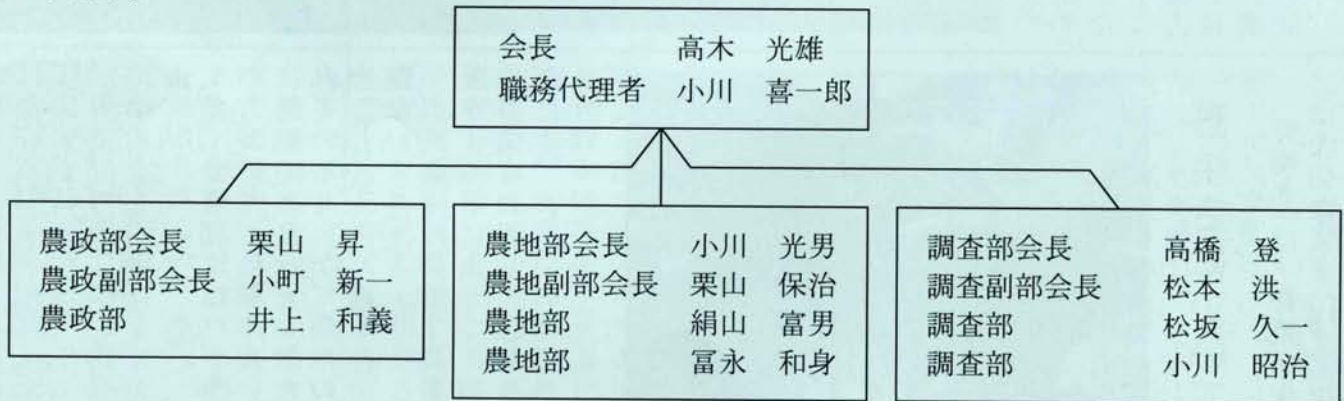 会長 高木 光雄
職務代理者 小川 喜一郎
農政部会長 栗山 昇
農政副部会長 小町 新一
農政部 井上 和義
農地部会長 小川 光男
農地副部会長 栗山 保治
農地部 絹山 富男
農地部 冨永 和身
調査部会長 高橋 登
調査副部会長 松本 洪
調査部 松坂 久一
調査部 小川 昭治